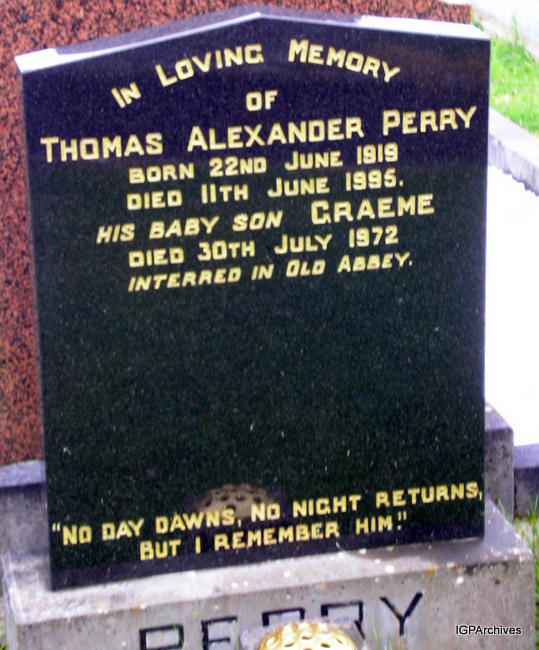 IN LOVING MEMORY
OF
THOMAS ALEXANDER PERRY
BORN 22ND JUNE 1919
DIED 11TH JUNE 1995.
HIS BABY SON GRAEME
DIED 30TH JULY 1972
INTERRED IN OLD ABBEY.
"NO DAY DAWNS, NO NIGHT RETURNS,
BUT I REMEMBER HIM."
PERRY
IGPArchives